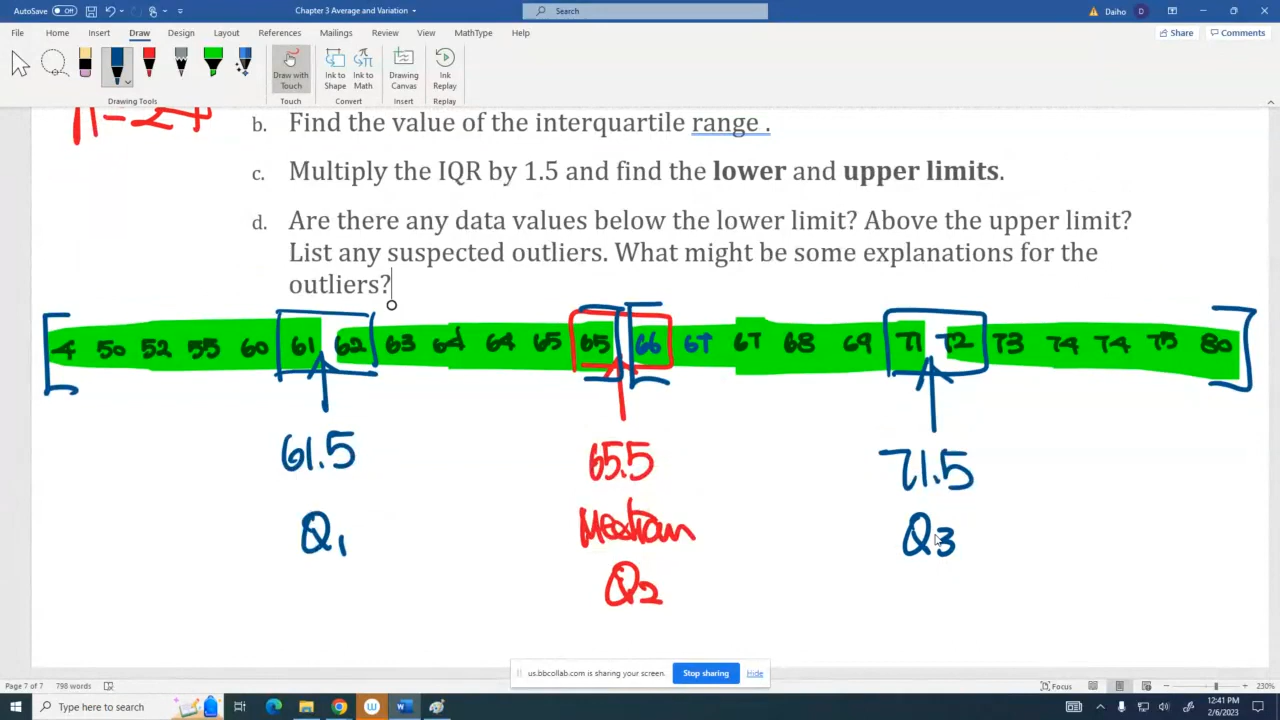 AutoSave Off Chapter 3 Average and Variation Search Daiho D
File Home Insert Draw Design Layout References Mailings Review View MathType Help Share Comments
Draw with Touch Ink to Shape Ink to Math Drawing Canvas Ink Replay
Drawing Tools Touch Convert Insert Replay
n=24
b. Find the value of the interquartile range .
c. Multiply the IQR by 1.5 and find the lower and upper limits.
d. Are there any data values below the lower limit? Above the upper limit?
List any suspected outliers. What might be some explanations for the
outliers?
4 50 52 55 60 61 62 63 64 64 65 65 66 67 67 68 69 71 72 73 74 74 75 80
61.5 65.5 71.5
Q1 Median Q3
Q2
us.bbcollab.com is sharing your screen. Stop sharing Hide
Page 7 of 7 798 words Focus 230%
Type here to search W 12:41 PM
2/6/2023